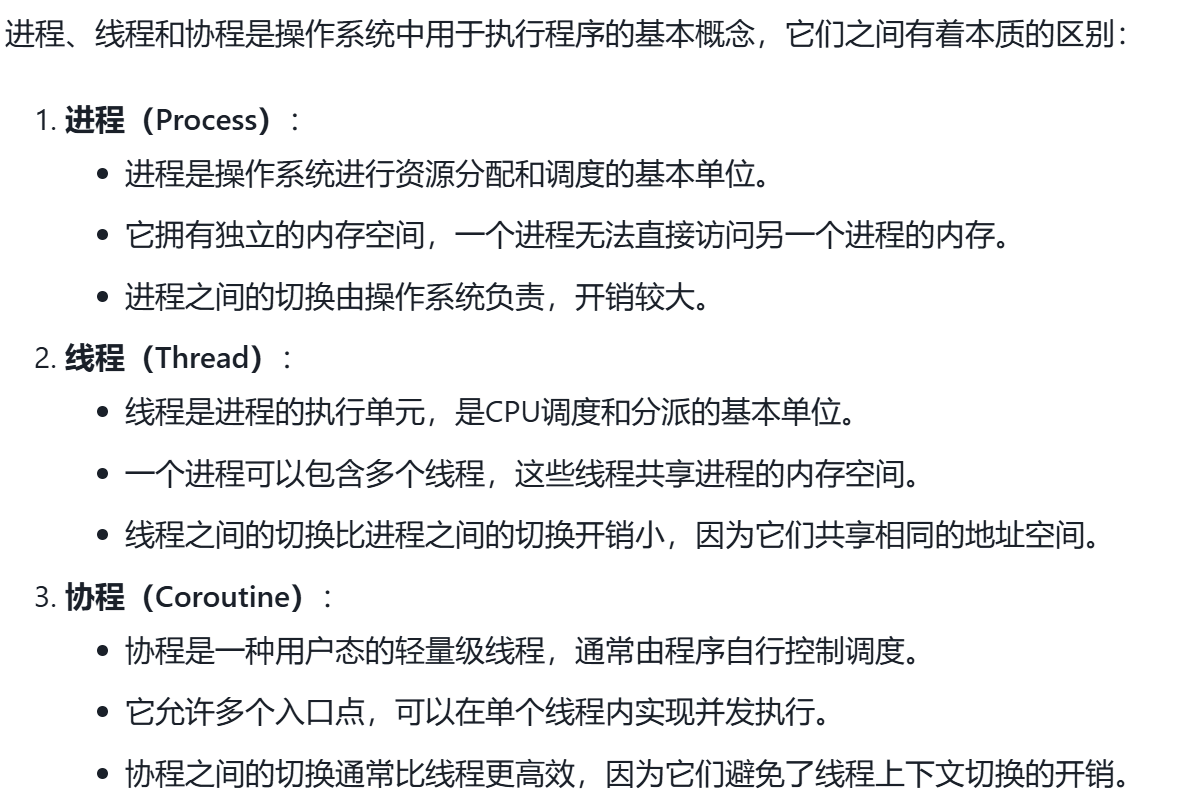 进程、线程和协程是操作系统中用于执行程序的基本概念，它们之间有着本质的区别：
1. 进程（Process）：
• 进程是操作系统进行资源分配和调度的基本单位。
• 它拥有独立的内存空间，一个进程无法直接访问另一个进程的内存。
• 进程之间的切换由操作系统负责，开销较大。
2. 线程（Thread）：
• 线程是进程的执行单元，是CPU调度和分派的基本单位。
• 一个进程可以包含多个线程，这些线程共享进程的内存空间。
• 线程之间的切换比进程之间的切换开销小，因为它们共享相同的地址空间。
3. 协程（Coroutine）：
• 协程是一种用户态的轻量级线程，通常由程序自行控制调度。
• 它允许多个入口点，可以在单个线程内实现并发执行。
• 协程之间的切换通常比线程更高效，因为它们避免了线程上下文切换的开销。